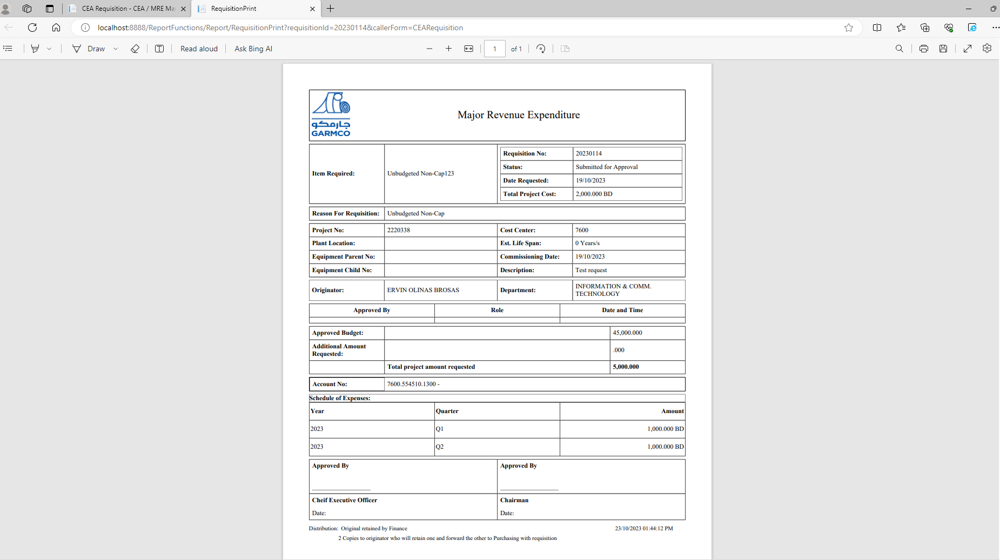 CEA Requisition - CEA / MRE Ma
RequisitionPrint
localhost:8888/ReportFunctions/Report/RequisitionPrint?requisitionId=20230114&callerForm=CEARequisition
Draw
Read aloud
Ask Bing AI
1
of 1
جارمكو
GARMCO
Major Revenue Expenditure
Item Required:
Unbudgeted Non-Cap123
Requisition No: 20230114
Status: Submitted for Approval
Date Requested: 19/10/2023
Total Project Cost: 2,000.000 BD
Reason For Requisition: Unbudgeted Non-Cap
Project No: 2220338 Cost Center: 7600
Plant Location: Est. Life Span: 0 Years/s
Equipment Parent No: Commissioning Date: 19/10/2023
Equipment Child No: Description: Test request
Originator: ERVIN OLINAS BROSAS Department: INFORMATION & COMM.
TECHNOLOGY
Approved By Role Date and Time
Approved Budget: 45,000.000
Additional Amount
Requested: .000
Total project amount requested 5,000.000
Account No: 7600.554510.1300 -
Schedule of Expenses:
Year Quarter Amount
2023 Q1 1,000.000 BD
2023 Q2 1,000.000 BD
Approved By Approved By
Cheif Executive Officer Chairman
Date: Date:
Distribution: Original retained by Finance 23/10/2023 01:44:12 PM
2 Copies to originator who will retain one and forward the other to Purchasing with requisition